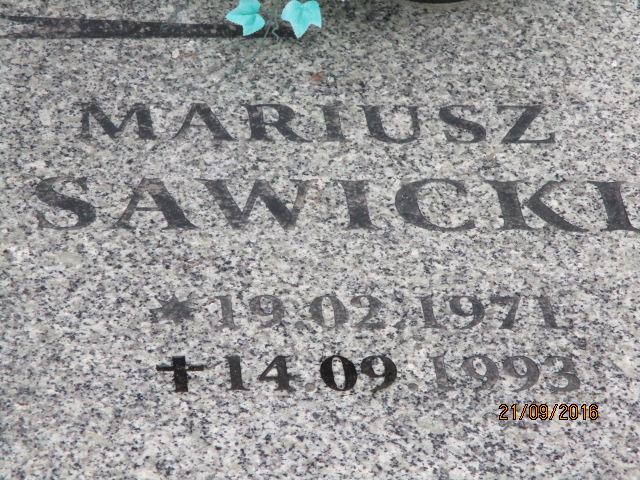 MARIUSZ
SAWICKI
* 19.02.1971
✝ 14.09.1993
21/09/2016